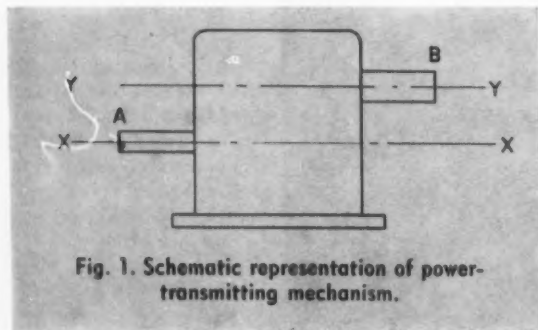 B
Y
Y
A
X
X
Fig. 1. Schematic representation of power-
transmitting mechanism.